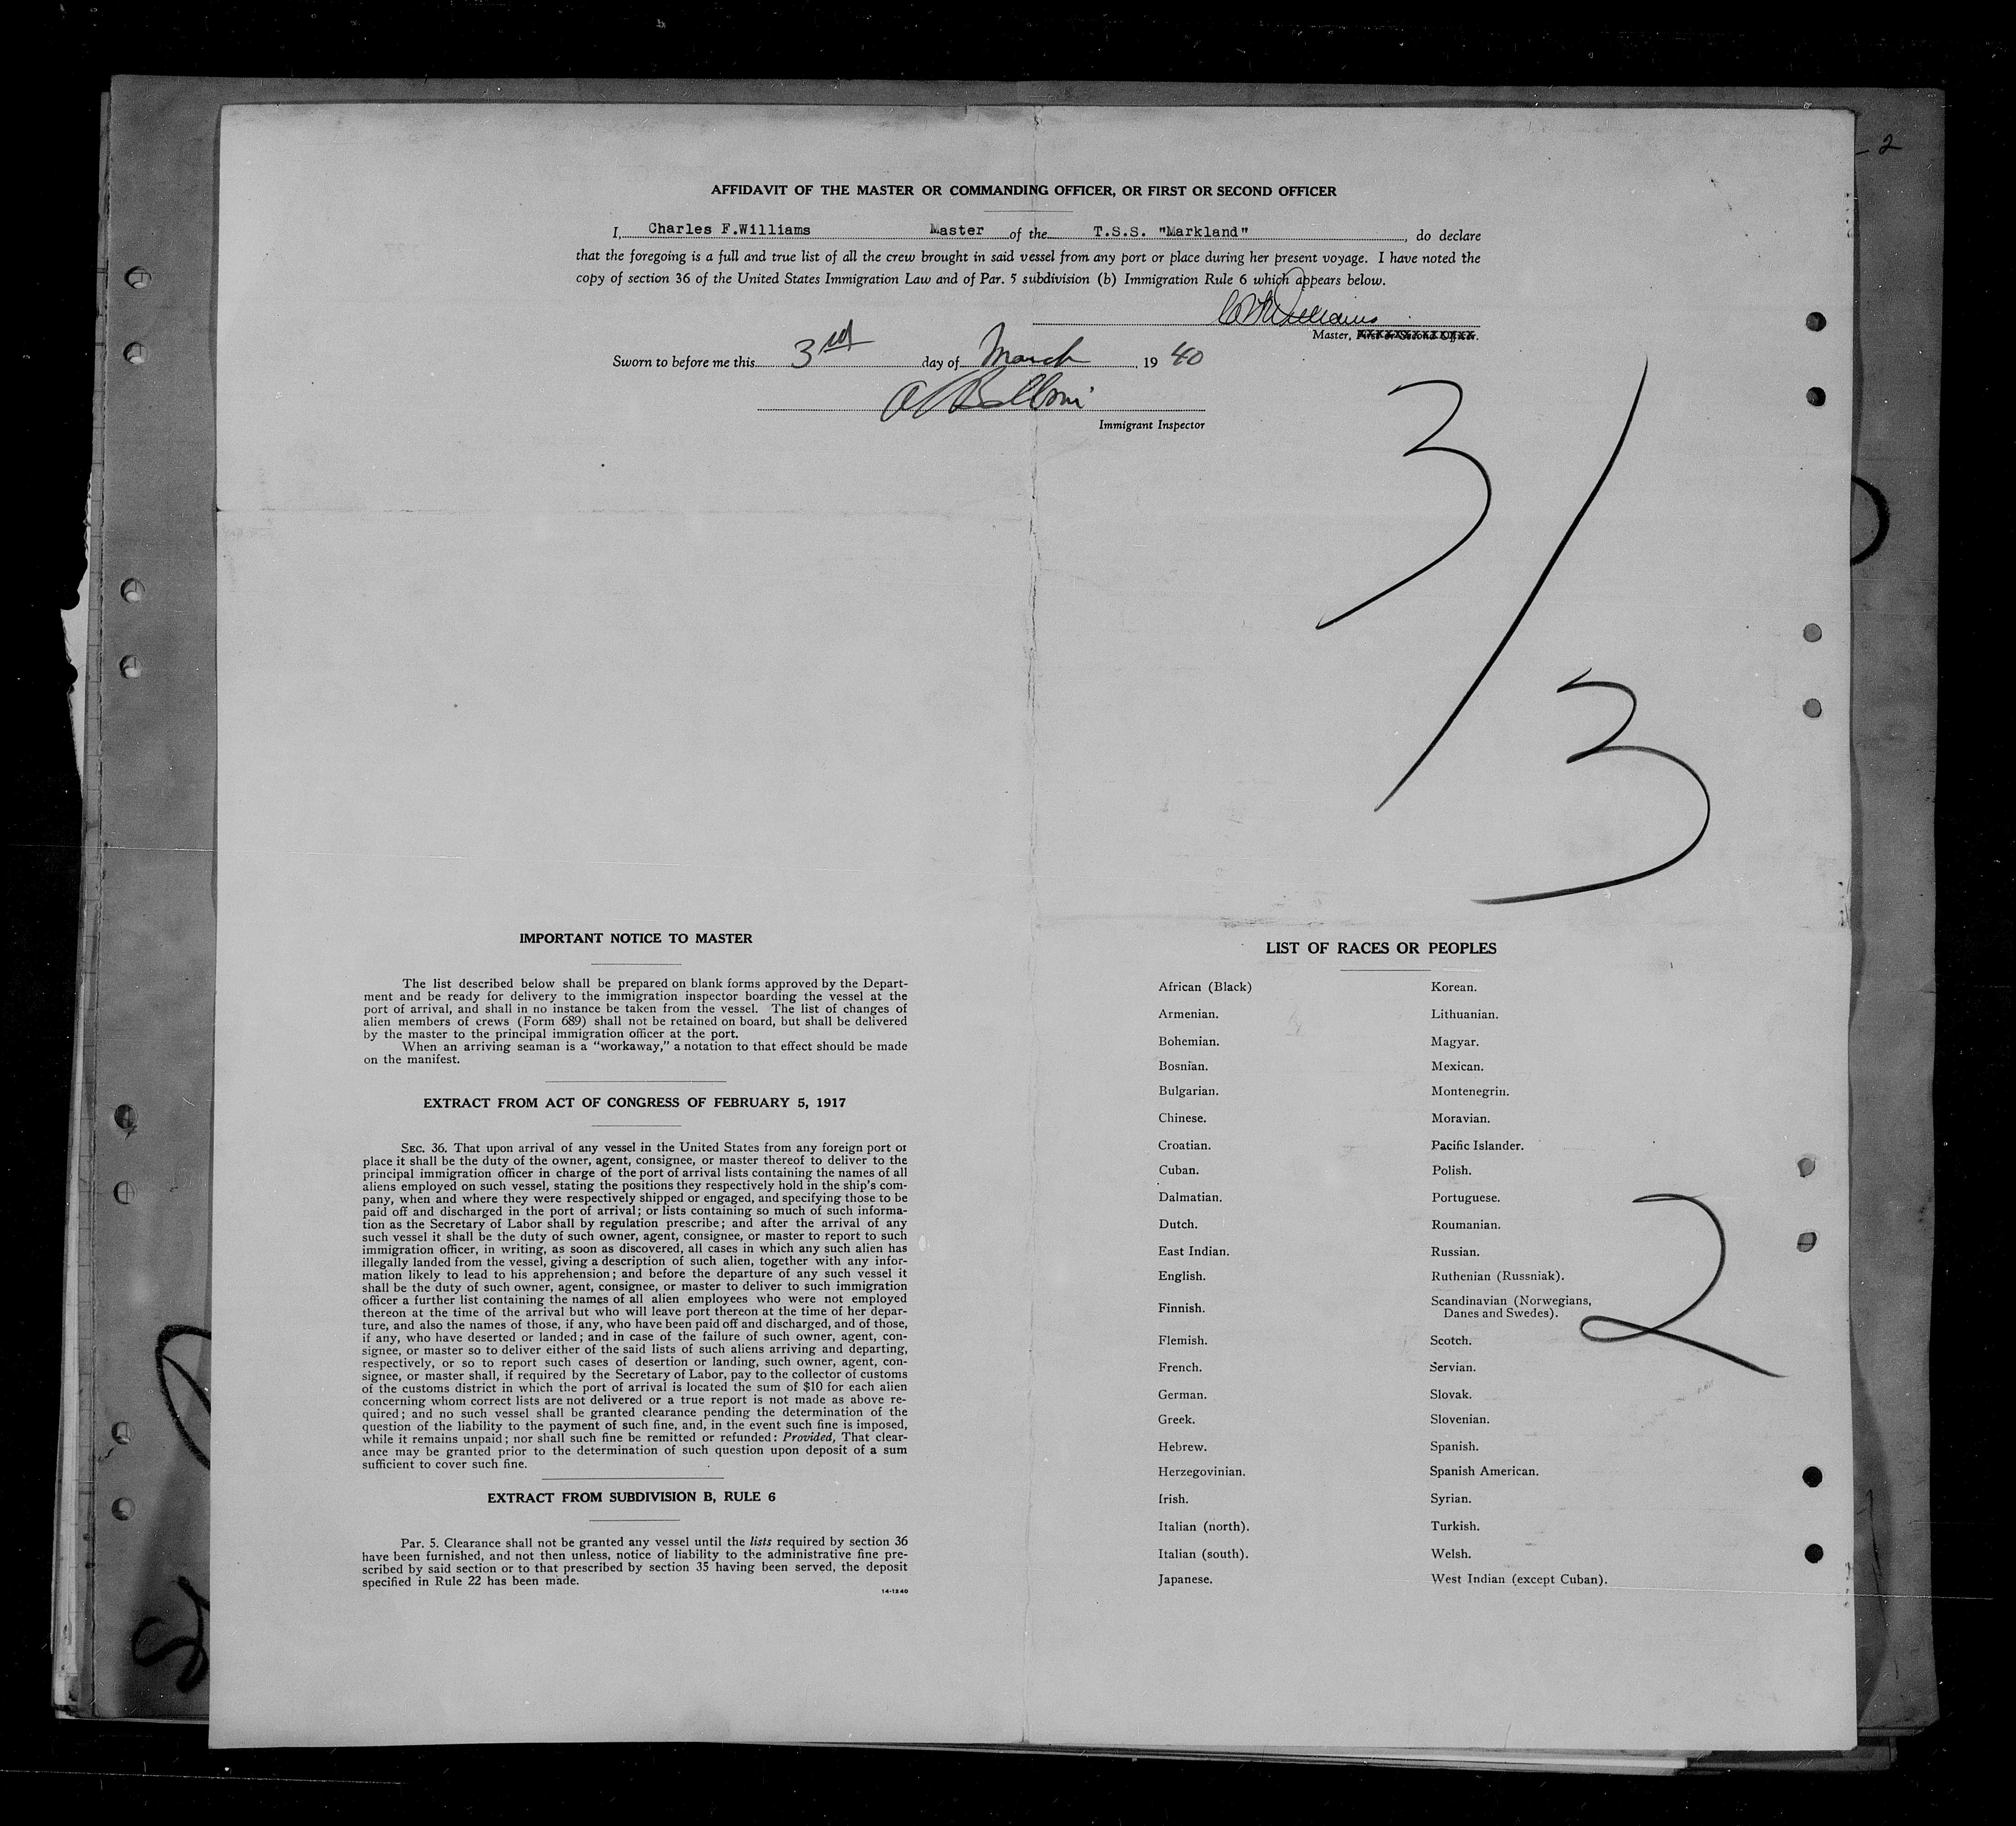 - 2
AFFIDAVIT OF THE MASTER OR COMMANDING OFFICER, OR FIRST OR SECOND OFFICER
I, Charles F.Williams Master of the T.S.S. "Markland", do declare
that the foregoing is a full and true list of all the crew brought in said vessel from any port or place during her present voyage. I have noted the
copy of section 36 of the United States Immigration Law and of Par. 5 subdivision (b) Immigration Rule 6 which appears below.
Williams
Master, First or Second Officer.
Sworn to before me this 3rd day of March, 1940
Immigrant Inspector
3/3
IMPORTANT NOTICE TO MASTER
The list described below shall be prepared on blank forms approved by the Depart-
ment and be ready for delivery to the immigration inspector boarding the vessel at the
port of arrival, and shall in no instance be taken from the vessel. The list of changes of
alien members of crews (Form 689) shall not be retained on board, but shall be delivered
by the master to the principal immigration officer at the port.
When an arriving seaman is a "workaway," a notation to that effect should be made
on the manifest.
EXTRACT FROM ACT OF CONGRESS OF FEBRUARY 5, 1917
SEC. 36. That upon arrival of any vessel in the United States from any foreign port or
place it shall be the duty of the owner, agent, consignee, or master thereof to deliver to the
principal immigration officer in charge of the port of arrival lists containing the names of all
aliens employed on such vessel, stating the positions they respectively hold in the ship's com-
pany, when and where they were respectively shipped or engaged, and specifying those to be
paid off and discharged in the port of arrival; or lists containing so much of such informa-
tion as the Secretary of Labor shall by regulation prescribe; and after the arrival of any
such vessel it shall be the duty of such owner, agent, consignee, or master to report to such
immigration officer, in writing, as soon as discovered, all cases in which any such alien has
illegally landed from the vessel, giving a description of such alien, together with any infor-
mation likely to lead to his apprehension; and before the departure of any such vessel it
shall be the duty of such owner, agent, consignee, or master to deliver to such immigration
officer a further list containing the names of all alien employees who were not employed
thereon at the time of the arrival but who will leave port thereon at the time of her depar-
ture, and also the names of those, if any, who have been paid off and discharged, and of those,
if any, who have deserted or landed; and in case of the failure of such owner, agent, con-
signee, or master so to deliver either of the said lists of such aliens arriving and departing,
respectively, or so to report such cases of desertion or landing, such owner, agent, con-
signee, or master shall, if required by the Secretary of Labor, pay to the collector of customs
of the customs district in which the port of arrival is located the sum of $10 for each alien
concerning whom correct lists are not delivered or a true report is not made as above re-
quired; and no such vessel shall be granted clearance pending the determination of the
question of the liability to the payment of such fine, and, in the event such fine is imposed,
while it remains unpaid; nor shall such fine be remitted or refunded: Provided, That clear-
ance may be granted prior to the determination of such question upon deposit of a sum
sufficient to cover such fine.
EXTRACT FROM SUBDIVISION B, RULE 6
Par. 5. Clearance shall not be granted any vessel until the lists required by section 36
have been furnished, and not then unless, notice of liability to the administrative fine pre-
scribed by said section or to that prescribed by section 35 having been served, the deposit
specified in Rule 22 has been made.
14-1240
LIST OF RACES OR PEOPLES
African (Black)
Armenian.
Bohemian.
Bosnian.
Bulgarian.
Chinese.
Croatian.
Cuban.
Dalmatian.
Dutch.
East Indian.
English.
Finnish.
Flemish.
French.
German.
Greek.
Hebrew.
Herzegovinian.
Irish.
Italian (north).
Italian (south).
Japanese.
Korean.
Lithuanian.
Magyar.
Mexican.
Montenegrin.
Moravian.
Pacific Islander.
Polish.
Portuguese.
Roumanian.
Russian.
Ruthenian (Russniak).
Scandinavian (Norwegians,
Danes and Swedes).
Scotch.
Servian.
Slovak.
Slovenian.
Spanish.
Spanish American.
Syrian.
Turkish.
Welsh.
West Indian (except Cuban).
2